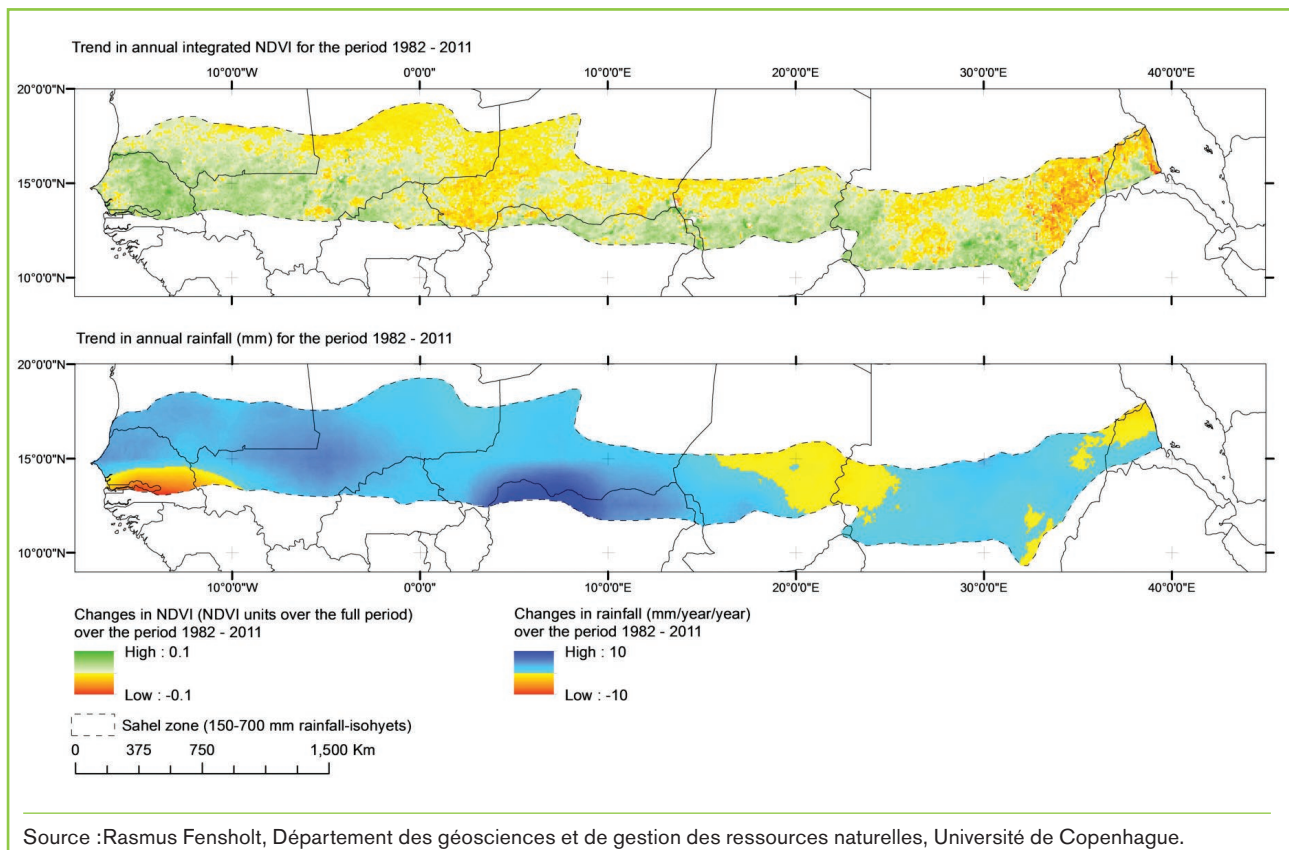 Trend in annual integrated NDVI for the period 1982 - 2011
10°0'0"W 0°0'0" 10°0'0"E 20°0'0"E 30°0'0"E 40°0'0"E
20°0'0"N
15°0'0"N
10°0'0"N
Trend in annual rainfall (mm) for the period 1982 - 2011
20°0'0"N
15°0'0"N
10°0'0"N
10°0'0"W 0°0'0" 10°0'0"E 20°0'0"E 30°0'0"E 40°0'0"E
Changes in NDVI (NDVI units over the full period)
over the period 1982 - 2011
High : 0.1
Low : -0.1
Changes in rainfall (mm/year/year)
over the period 1982 - 2011
High : 10
Low : -10
Sahel zone (150-700 mm rainfall-isohyets)
0 375 750 1,500 Km
Source :Rasmus Fensholt, Département des géosciences et de gestion des ressources naturelles, Université de Copenhague.